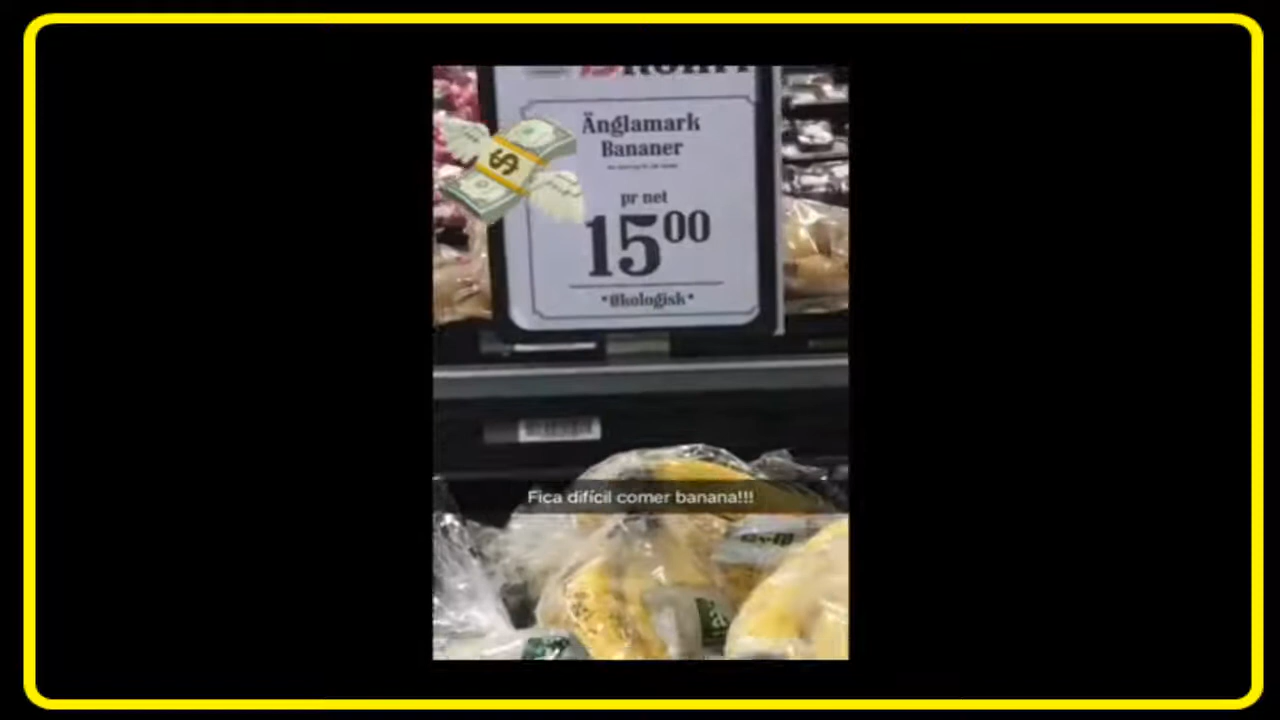 Änglamark
Bananer
pr net
15⁰⁰
•Økologisk•
Fica difícil comer banana!!!